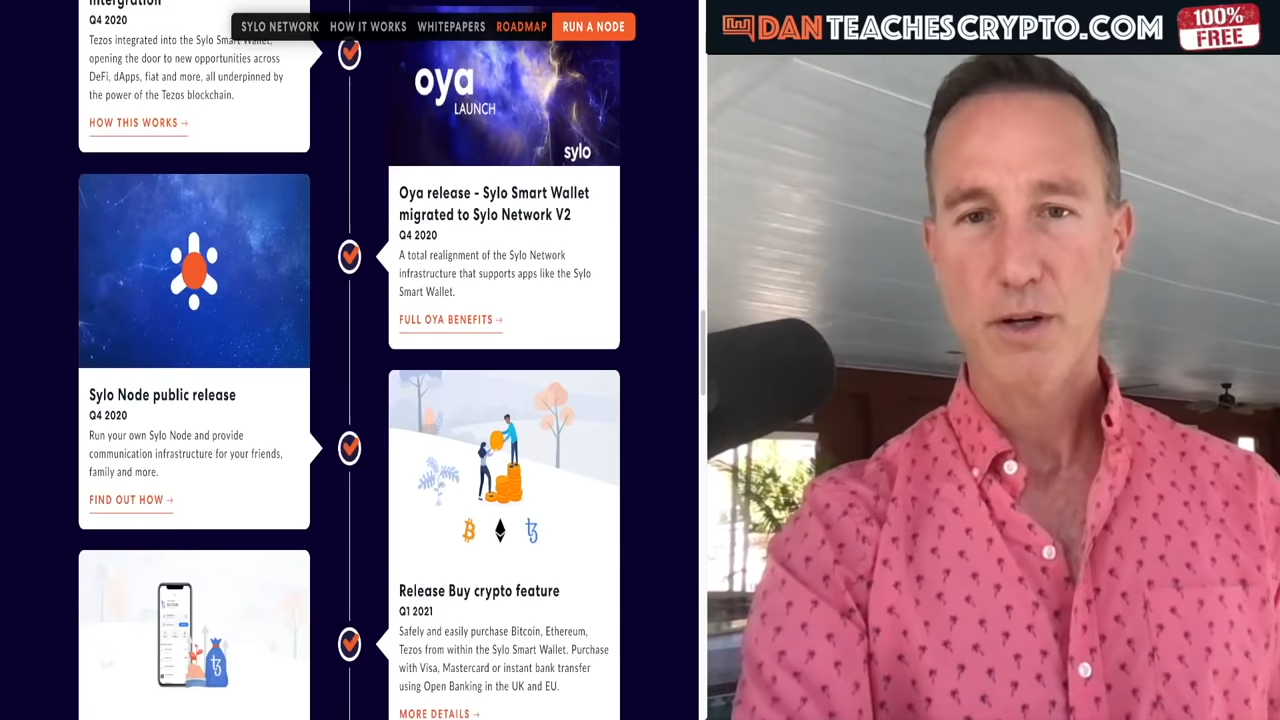 intergration
Q4 2020
Tezos integrated into the Sylo Smart Wallet,
opening the door to new opportunities across
DeFi, dApps, fiat and more, all underpinned by
the power of the Tezos blockchain.
HOW THIS WORKS →
SYLO NETWORK HOW IT WORKS WHITEPAPERS ROADMAP RUN A NODE
oya
LAUNCH
sylo
Oya release - Sylo Smart Wallet
migrated to Sylo Network V2
Q4 2020
A total realignment of the Sylo Network
infrastructure that supports apps like the Sylo
Smart Wallet.
FULL OYA BENEFITS →
Sylo Node public release
Q4 2020
Run your own Sylo Node and provide
communication infrastructure for your friends,
family and more.
FIND OUT HOW →
Release Buy crypto feature
Q1 2021
Safely and easily purchase Bitcoin, Ethereum,
Tezos from within the Sylo Smart Wallet. Purchase
with Visa, Mastercard or instant bank transfer
using Open Banking in the UK and EU.
MORE DETAILS →
DANTEACHESCRYPTO.COM
100%
FREE